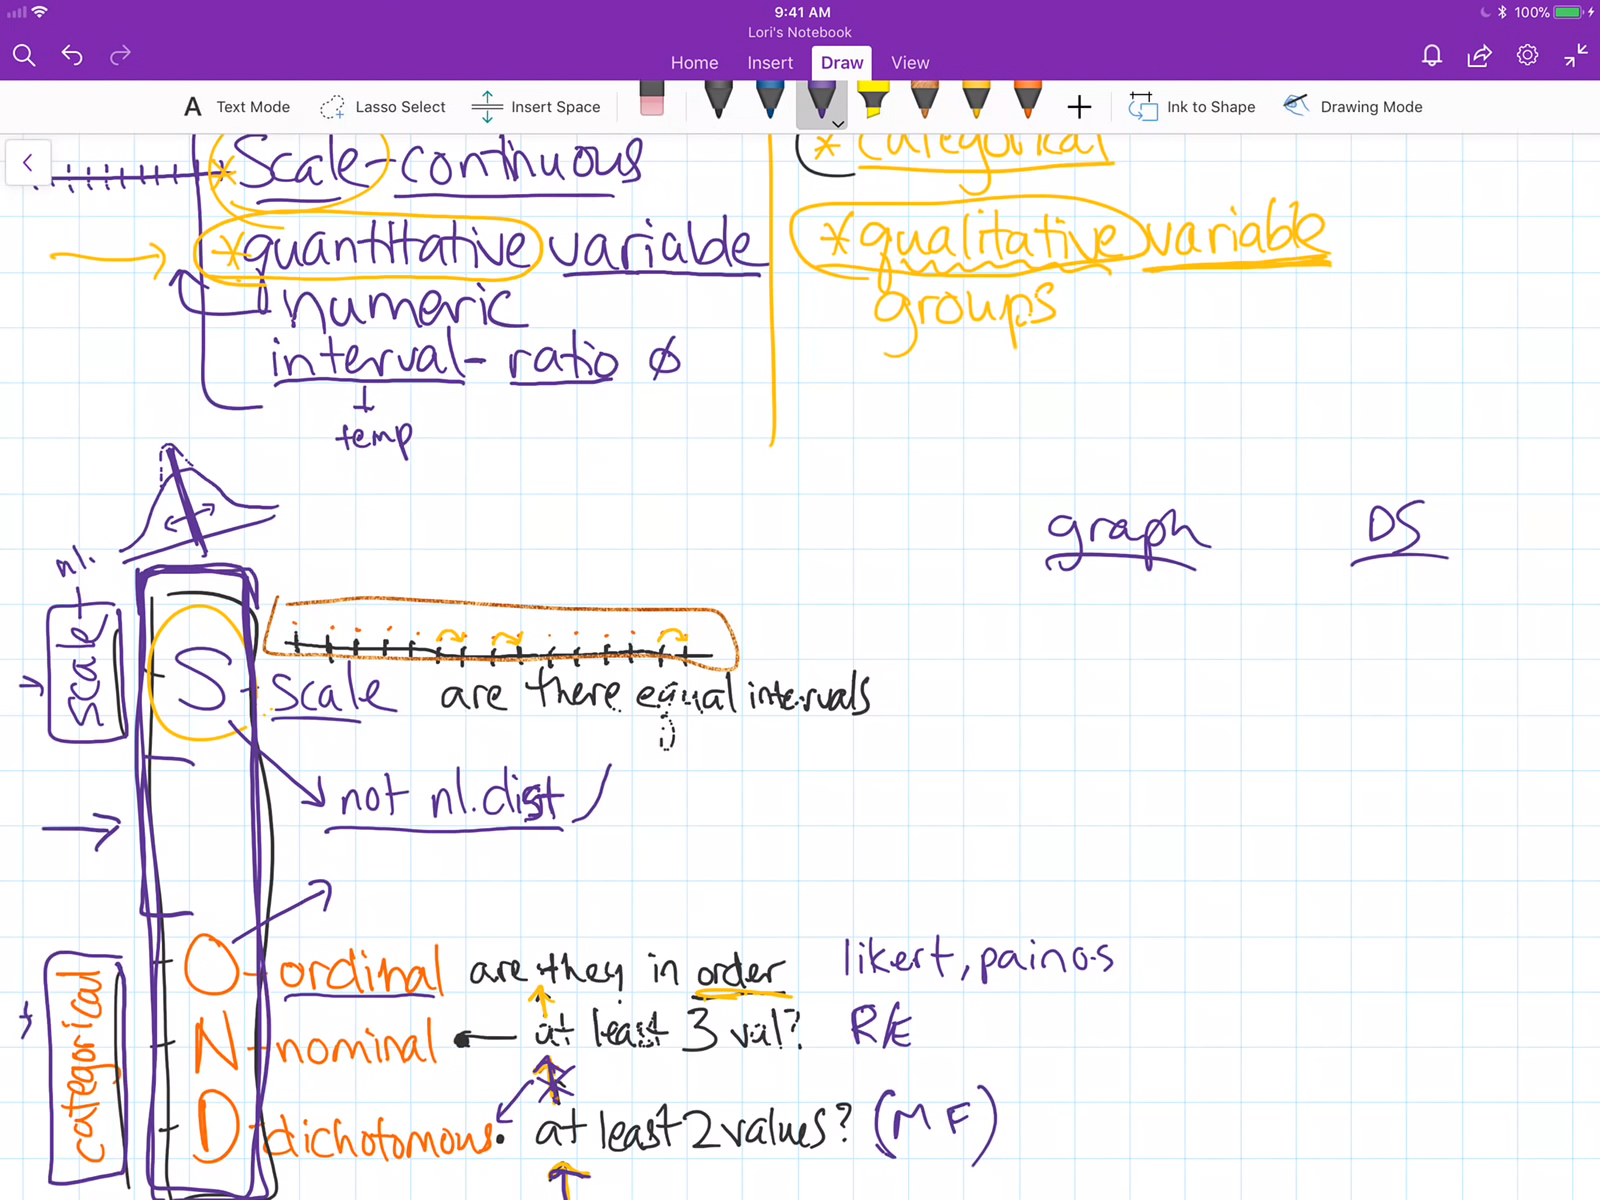 9:41 AM
100%
Lori's Notebook
Home Insert Draw View
A Text Mode Lasso Select Insert Space Ink to Shape Drawing Mode
*Scale-continuous
*categorical
*quantitative variable
*qualitative variable
numeric
groups
interval- ratio ∅
temp
graph DS
nl.
Scale
S
scale are there equal intervals
not nl. dist
categorical
O-ordinal are they in order likert, pain 0-5
N-nominal at least 3 val? R/E
D-dichotomous. at least 2 values? (M F)